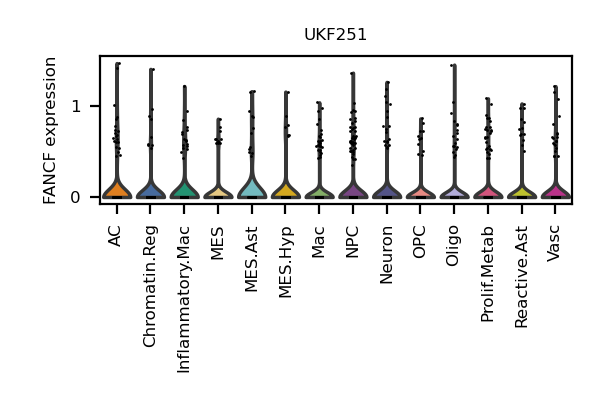 UKF251
FANCF expression
1
0
AC
Chromatin.Reg
Inflammatory.Mac
MES
MES.Ast
MES.Hyp
Mac
NPC
Neuron
OPC
Oligo
Prolif.Metab
Reactive.Ast
Vasc